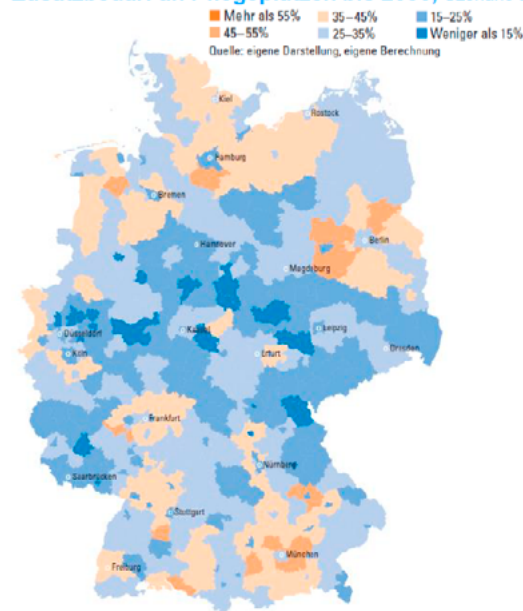 Mehr als 55% 35–45% 15–25%
45–55% 25–35% Weniger als 15%
Quelle: eigene Darstellung, eigene Berechnung
Kiel
Rostock
Hamburg
Bremen
Hannover
Berlin
Magdeburg
Düsseldorf
Kassel
Leipzig
Köln
Erfurt
Dresden
Frankfurt
Nürnberg
Saarbrücken
Stuttgart
München
Freiburg